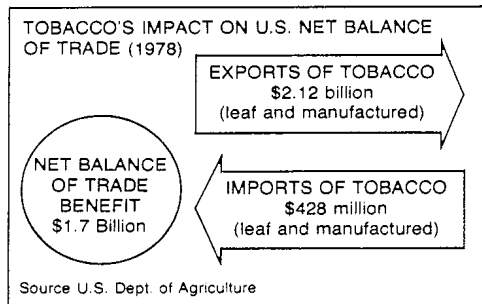 TOBACCO'S IMPACT ON U.S. NET BALANCE
OF TRADE (1978)
EXPORTS OF TOBACCO
$2.12 billion
(leaf and manufactured)
NET BALANCE
OF TRADE
BENEFIT
$1.7 Billion
IMPORTS OF TOBACCO
$428 million
(leaf and manufactured)
Source U.S. Dept. of Agriculture